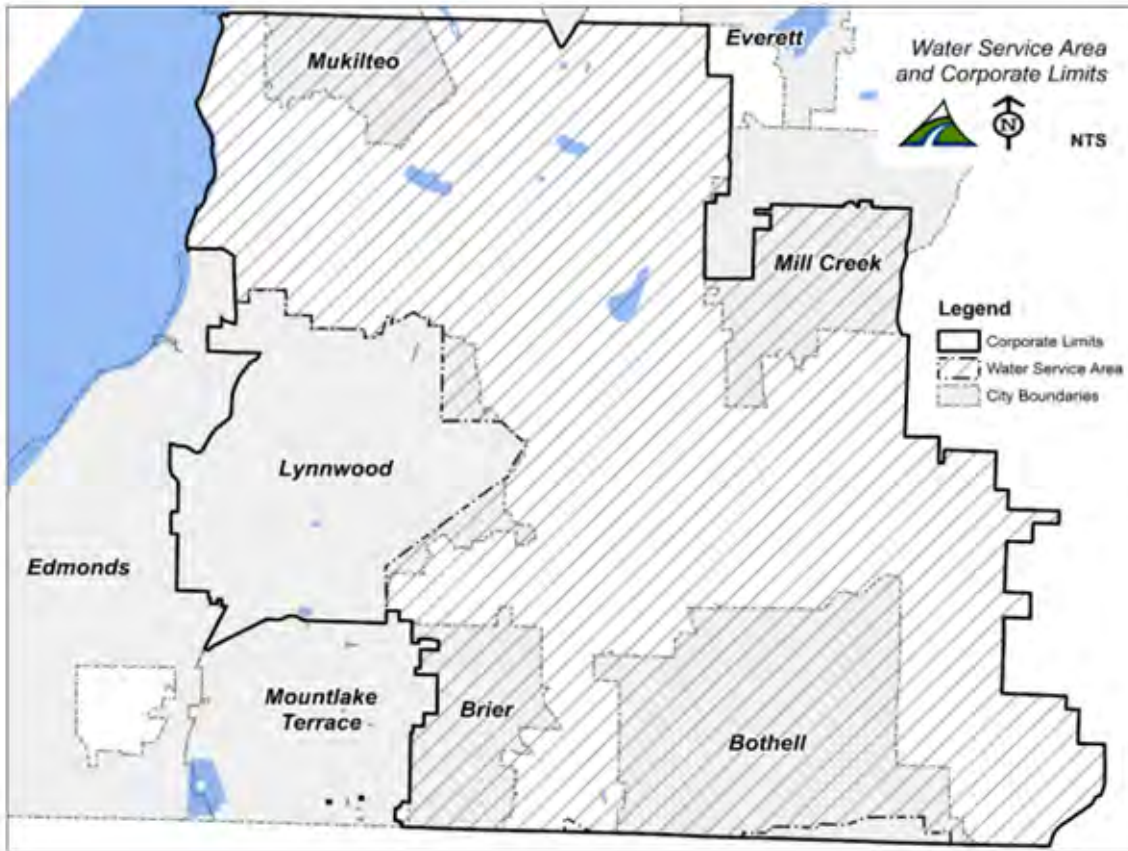 Water Service Area
and Corporate Limits
N
NTS
Everett
Mukilteo
Mill Creek
Legend
Corporate Limits
Water Service Area
City Boundaries
Lynnwood
Edmonds
Mountlake
Terrace
Brier
Bothell